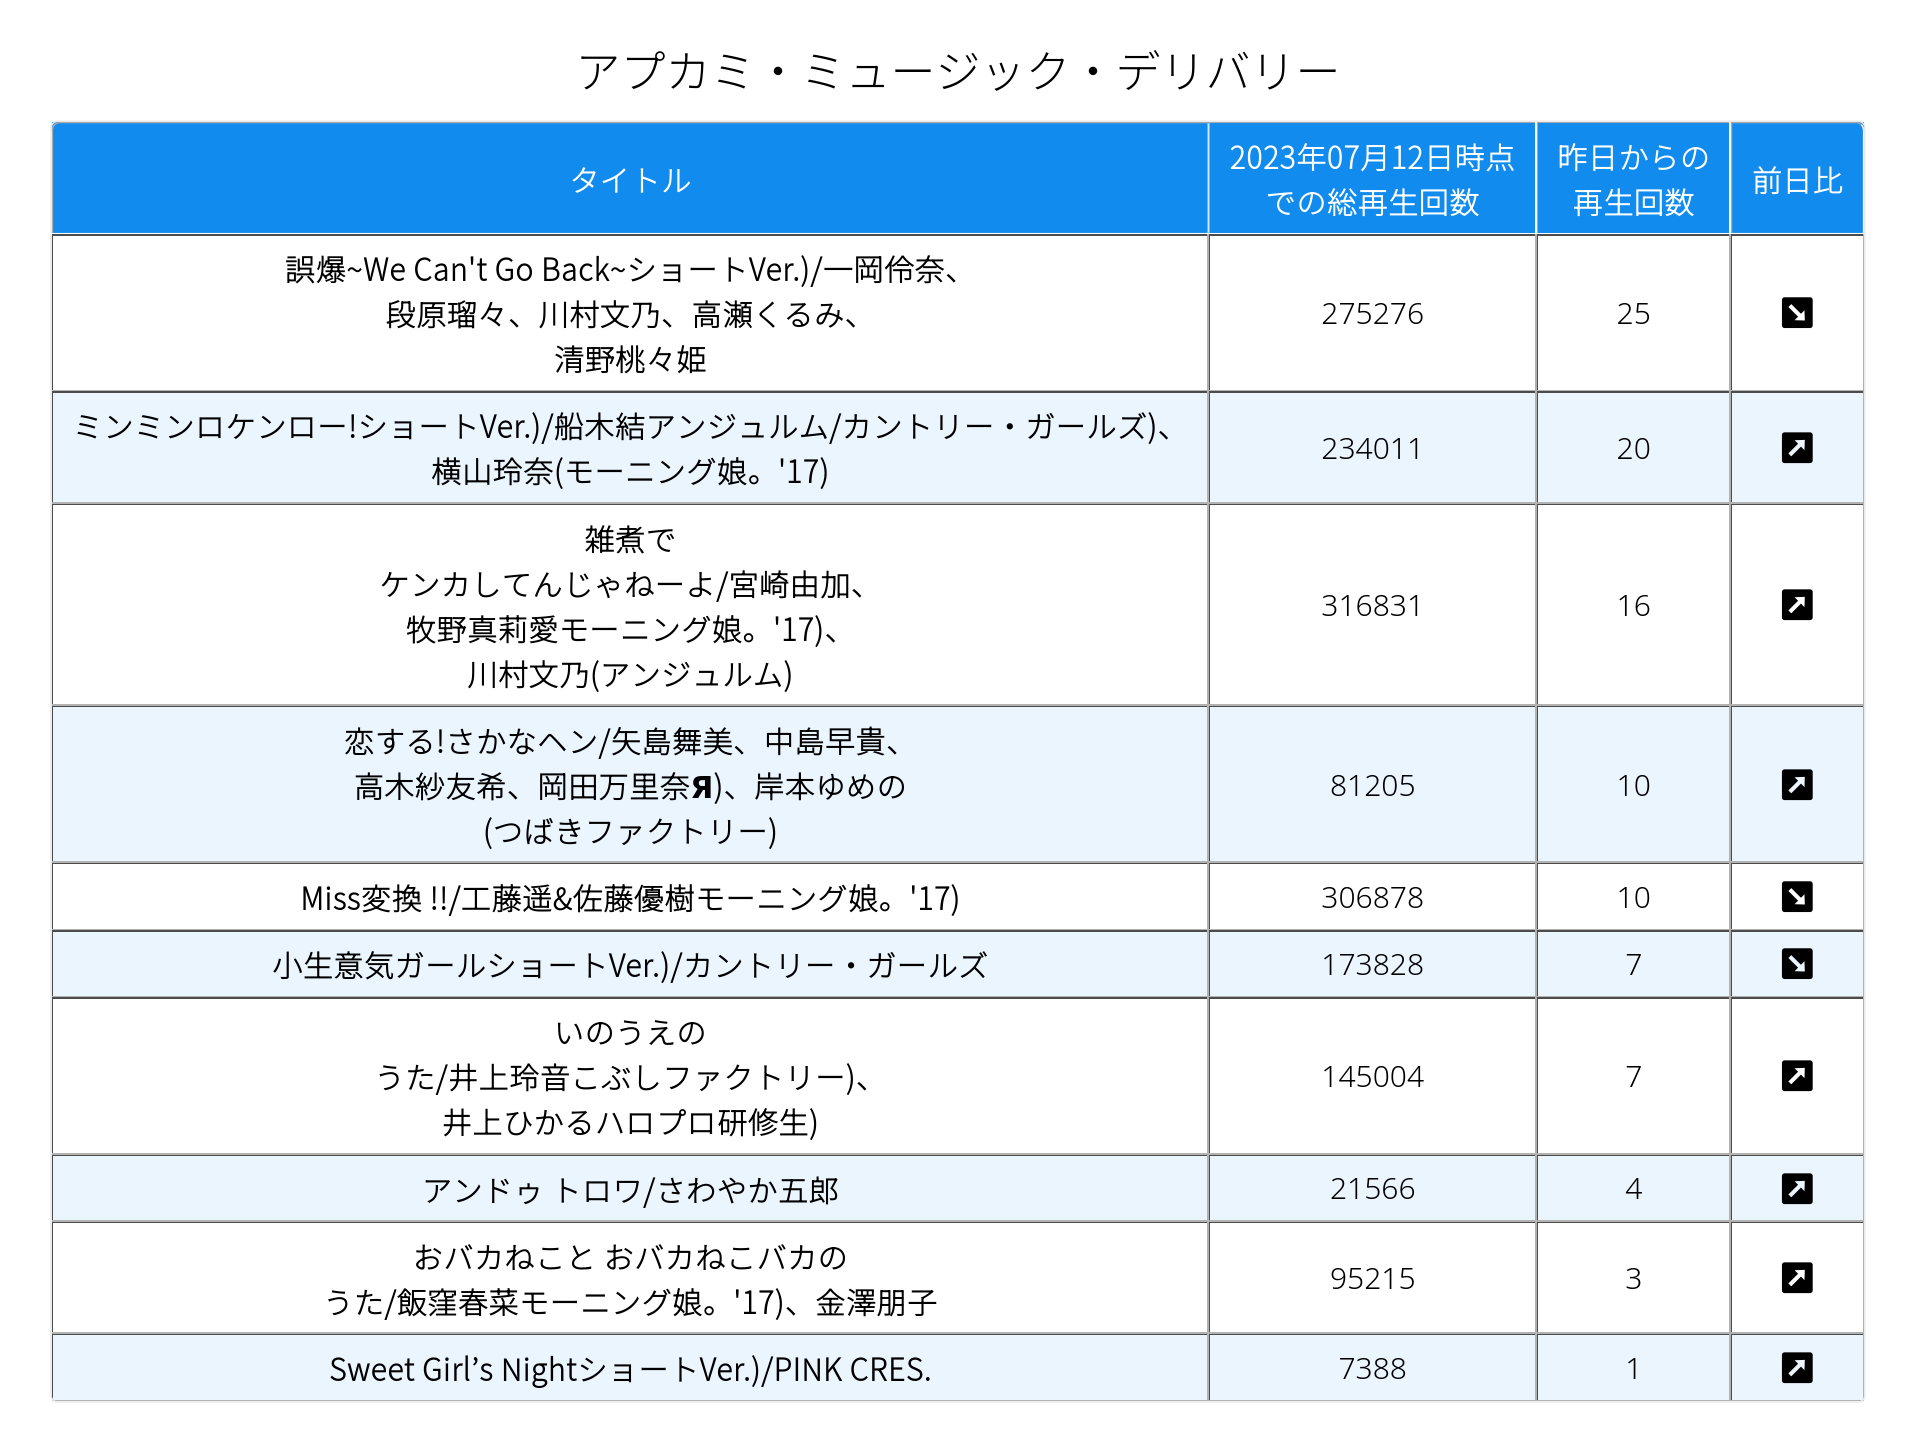 アプカミ・ミュージック・デリバリー
タイトル
2023年07月12日時点
での総再生回数
昨日からの
再生回数
前日比
誤爆~We Can't Go Back~ショートVer.)/一岡伶奈、
段原瑠々、川村文乃、高瀬くるみ、
清野桃々姫
275276
25
ミンミンロケンロー!ショートVer.)/船木結アンジュルム/カントリー・ガールズ)、
横山玲奈(モーニング娘。'17)
234011
20
雑煮で
ケンカしてんじゃねーよ/宮崎由加、
牧野真莉愛モーニング娘。'17)、
川村文乃(アンジュルム)
316831
16
恋する!さかなヘン/矢島舞美、中島早貴、
高木紗友希、岡田万里奈Я)、岸本ゆめの
(つばきファクトリー)
81205
10
Miss変換 !!/工藤遥&佐藤優樹モーニング娘。'17)
306878
10
小生意気ガールショートVer.)/カントリー・ガールズ
173828
7
いのうえの
うた/井上玲音こぶしファクトリー)、
井上ひかるハロプロ研修生)
145004
7
アンドゥ トロワ/さわやか五郎
21566
4
おバカねこと おバカねこバカの
うた/飯窪春菜モーニング娘。'17)、金澤朋子
95215
3
Sweet Girl’s NightショートVer.)/PINK CRES.
7388
1